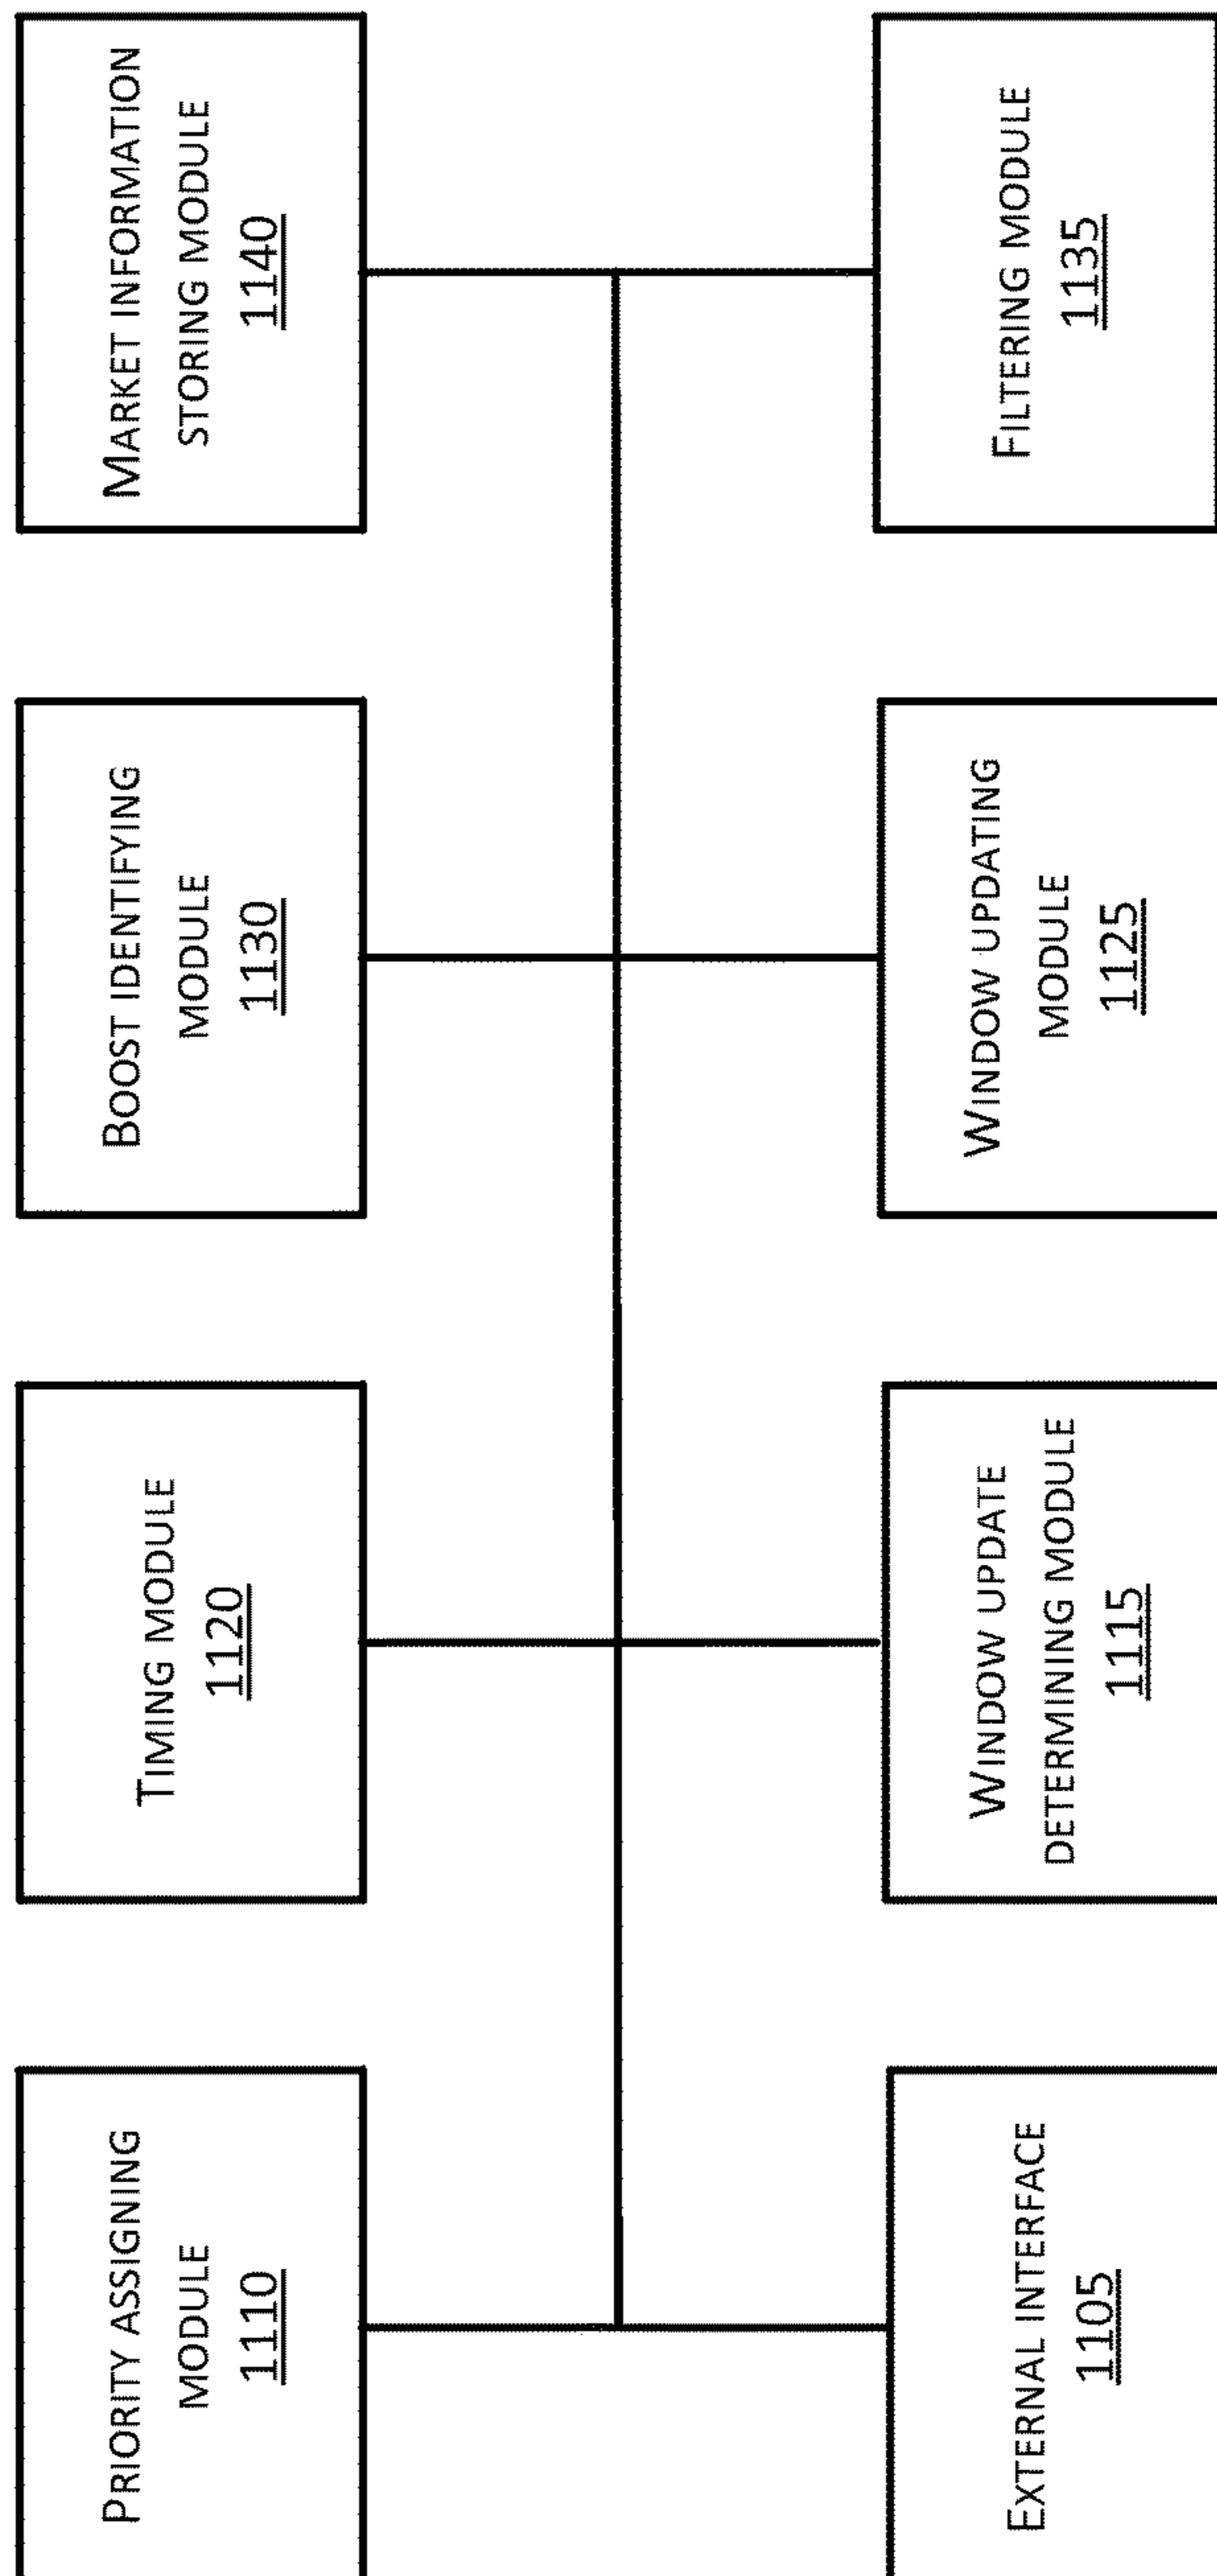 PRIORITY ASSIGNING
MODULE
1110
TIMING MODULE
1120
BOOST IDENTIFYING
MODULE
1130
MARKET INFORMATION
STORING MODULE
1140
EXTERNAL INTERFACE
1105
WINDOW UPDATE
DETERMINING MODULE
1115
WINDOW UPDATING
MODULE
1125
FILTERING MODULE
1135